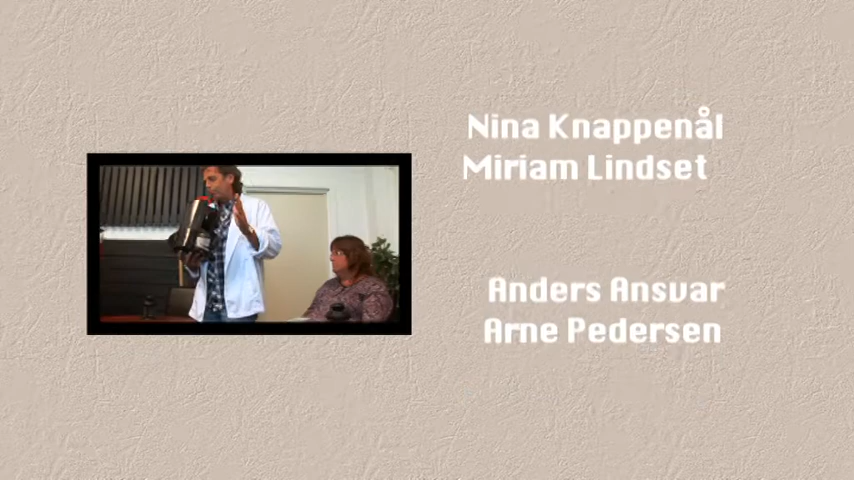 Nina Knappenål
Miriam Lindset
Anders Ansvar
Arne Pedersen